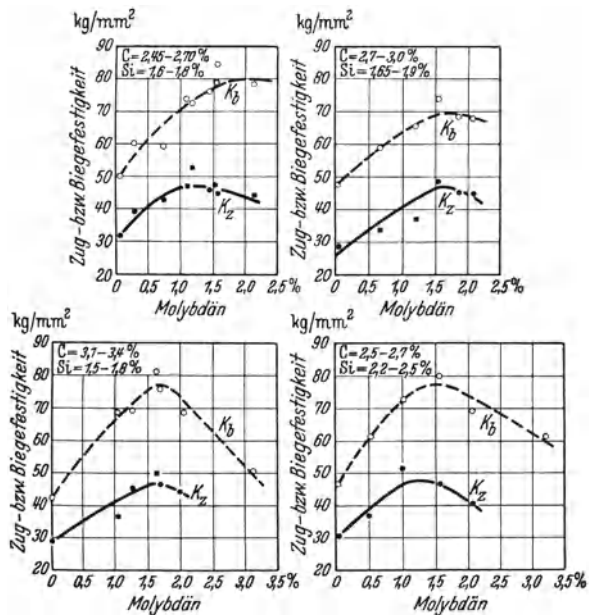 kg/mm²
Zug- bzw. Biegefestigkeit
90
80
70
60
50
40
30
20
C = 2,45-2,70%
Si = 1,6-1,8%
K_b
K_z
0 0,5 1,0 1,5 2,0 2,5%
Molybdän
kg/mm²
Zug- bzw. Biegefestigkeit
90
80
70
60
50
40
30
20
C = 2,7-3,0%
Si = 1,65-1,9%
K_b
K_z
0 0,5 1,0 1,5 2,0 2,5%
Molybdän
kg/mm²
Zug- bzw. Biegefestigkeit
90
80
70
60
50
40
30
20
C = 3,1-3,4%
Si = 1,5-1,8%
K_b
K_z
0 0,5 1,0 1,5 2,0 2,5 3,0 3,5%
Molybdän
kg/mm²
Zug- bzw. Biegefestigkeit
90
80
70
60
50
40
30
20
C = 2,5-2,7%
Si = 2,2-2,5%
K_b
K_z
0 0,5 1,0 1,5 2,0 2,5 3,0 3,5%
Molybdän